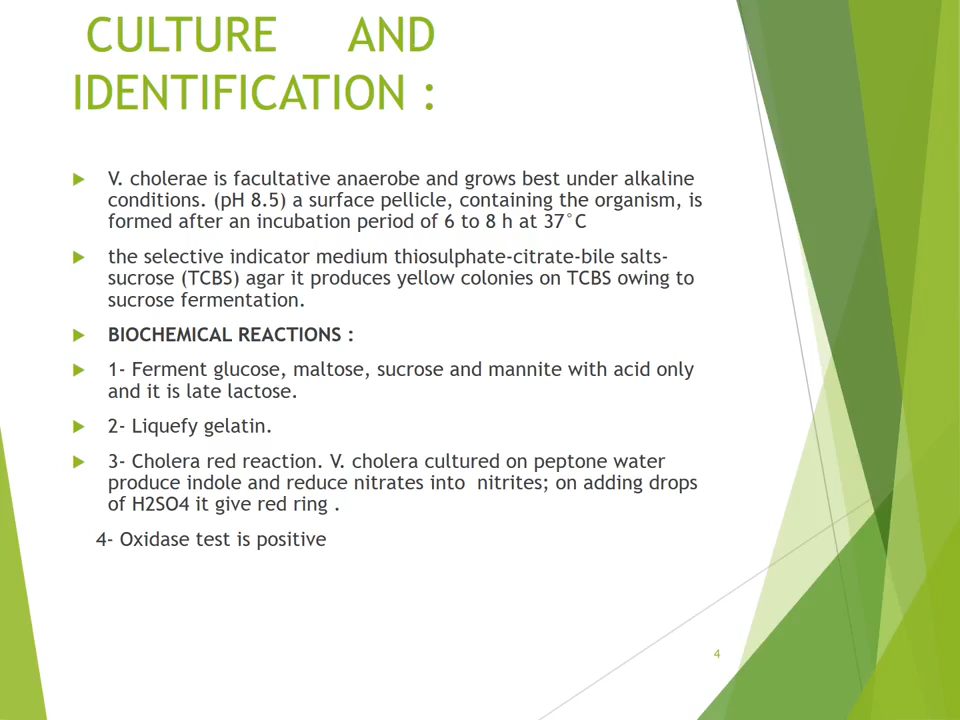 CULTURE AND
IDENTIFICATION :
V. cholerae is facultative anaerobe and grows best under alkaline
conditions. (pH 8.5) a surface pellicle, containing the organism, is
formed after an incubation period of 6 to 8 h at 37°C
the selective indicator medium thiosulphate-citrate-bile salts-
sucrose (TCBS) agar it produces yellow colonies on TCBS owing to
sucrose fermentation.
BIOCHEMICAL REACTIONS :
1- Ferment glucose, maltose, sucrose and mannite with acid only
and it is late lactose.
2- Liquefy gelatin.
3- Cholera red reaction. V. cholera cultured on peptone water
produce indole and reduce nitrates into nitrites; on adding drops
of H2SO4 it give red ring .
4- Oxidase test is positive
4